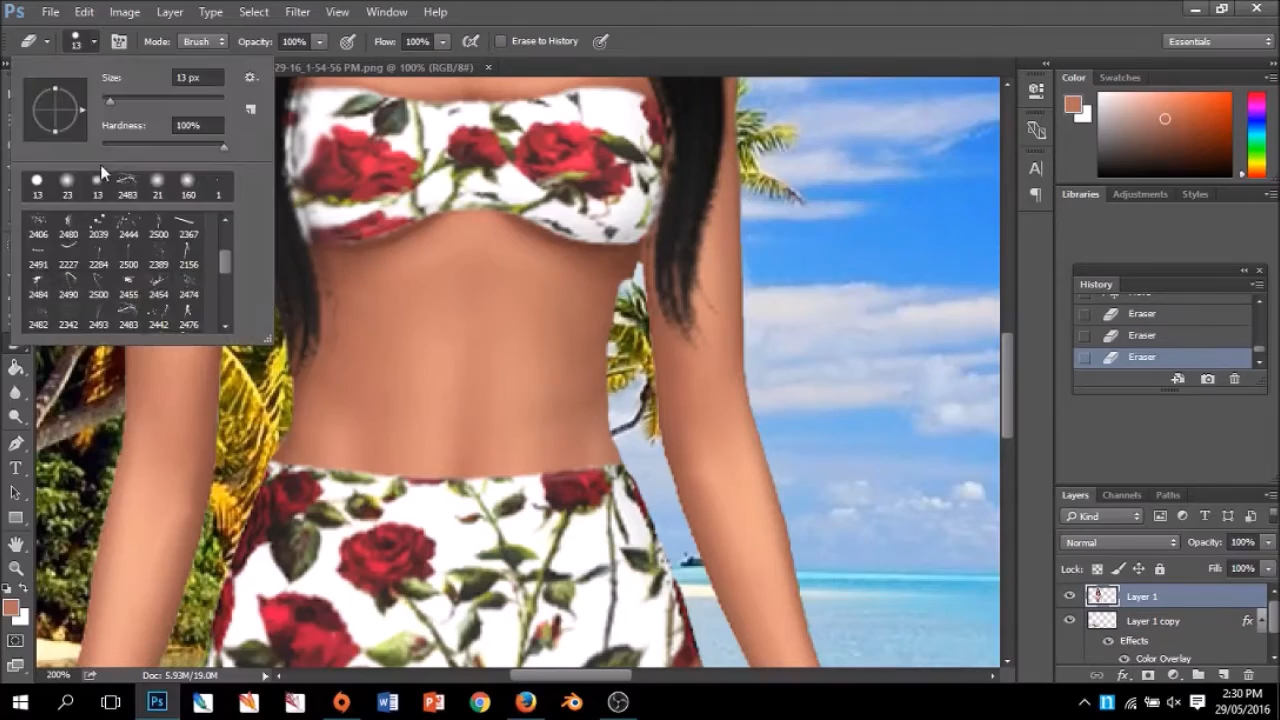 Ps File Edit Image Layer Type Select Filter View Window Help
13 Mode: Brush Opacity: 100% Flow: 100% Erase to History Essentials
29-16_1-54-56 PM.png @ 100% (RGB/8#) ×
Size: 13 px
Hardness: 100%
13 23 13 2483 21 160 1
2406 2480 2039 2444 2500 2367
2491 2227 2284 2500 2389 2156
2484 2490 2500 2455 2454 2474
2482 2342 2493 2483 2442 2476
Color Swatches
Libraries Adjustments Styles
History
Eraser
Eraser
Eraser
Layers Channels Paths
Kind
Normal Opacity: 100%
Lock: Fill: 100%
Layer 1
Layer 1 copy fx
Effects
Color Overlay
200% Doc: 5.93M/19.0M
2:30 PM
29/05/2016